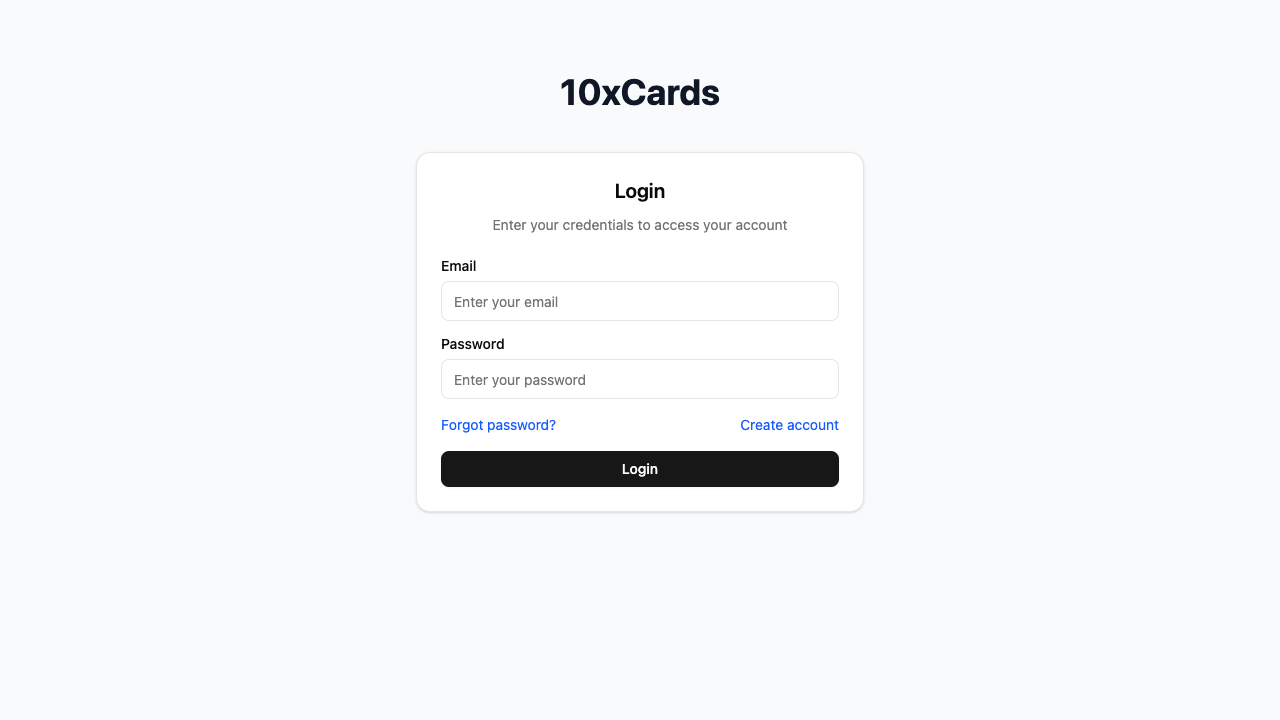 10xCards
Login
Enter your credentials to access your account
Email
Enter your email
Password
Enter your password
Forgot password? Create account
Login